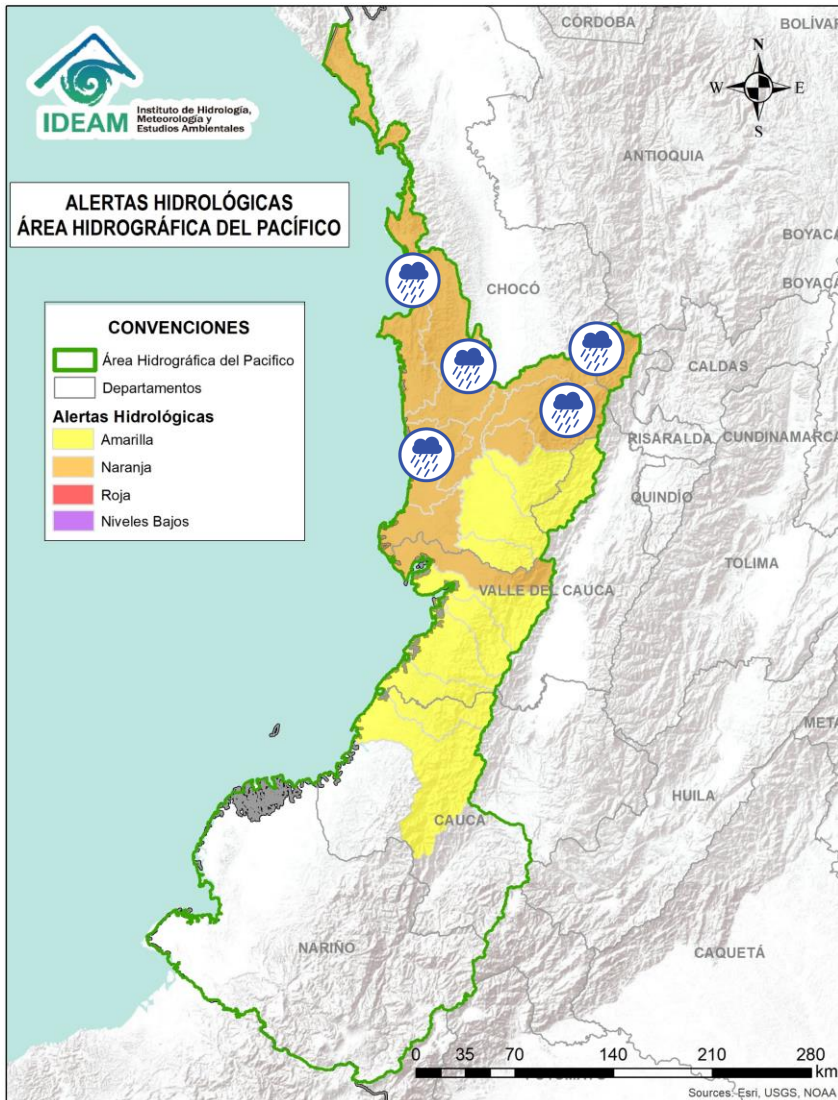 CÓRDOBA
BOLÍVAR
IDEAM
Instituto de Hidrología,
Meteorología y
Estudios Ambientales
N
W
E
S
ANTIOQUIA
ALERTAS HIDROLÓGICAS
ÁREA HIDROGRÁFICA DEL PACÍFICO
BOYACÁ
BOYACÁ
CHOCÓ
CONVENCIONES
Área Hidrográfica del Pacifico
Departamentos
Alertas Hidrológicas
Amarilla
Naranja
Roja
Niveles Bajos
CALDAS
RISARALDA
CUNDINAMARCA
QUINDÍO
TOLIMA
VALLE DEL CAUCA
META
HUILA
CAUCA
NARIÑO
CAQUETÁ
0 35 70 140 210 280
km
Sources: Esri, USGS, NOAA